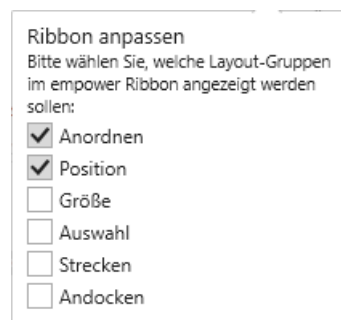 Ribbon anpassen
Bitte wählen Sie, welche Layout-Gruppen
im empower Ribbon angezeigt werden
sollen:
Anordnen
Position
Größe
Auswahl
Strecken
Andocken